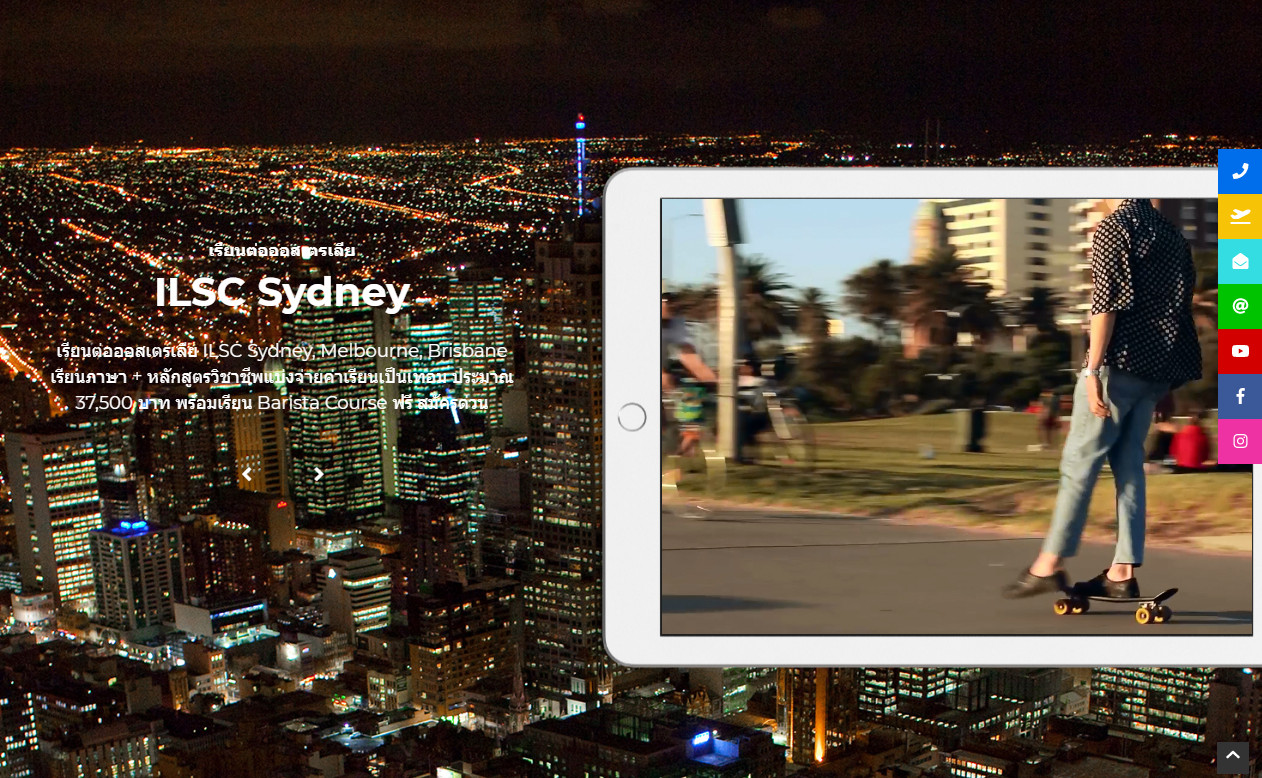 เรียนต่อออสเตรเลีย
ILSC Sydney
เรียนต่อออสเตรเลีย ILSC Sydney, Melbourne, Brisbane
เรียนภาษา + หลักสูตรวิชาชีพแบ่งจ่ายค่าเรียนเป็นเทอม ประมาณ
37,500 บาท พร้อมเรียน Barista Course ฟรี สมัครด่วน